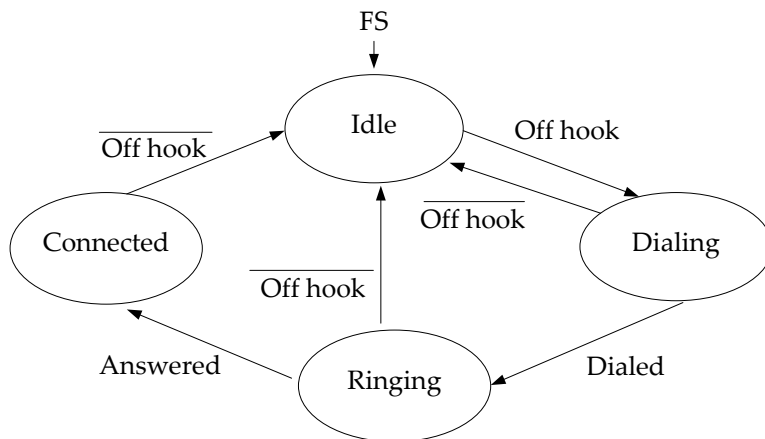 FS
Idle
Off hook
Off hook
Off hook
Connected
Dialing
Off hook
Answered
Ringing
Dialed